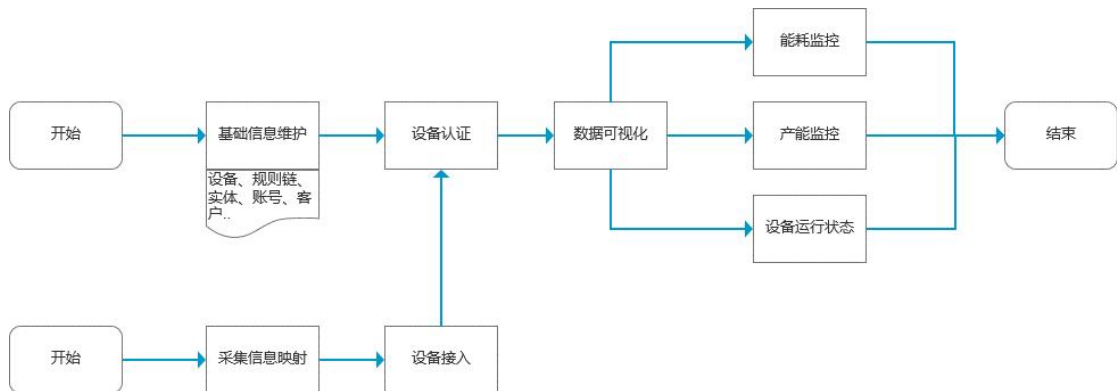 能耗监控
开始
基础信息维护
设备认证
数据可视化
产能监控
结束
设备、规则链、
实体、账号、客
户..
设备运行状态
开始
采集信息映射
设备接入